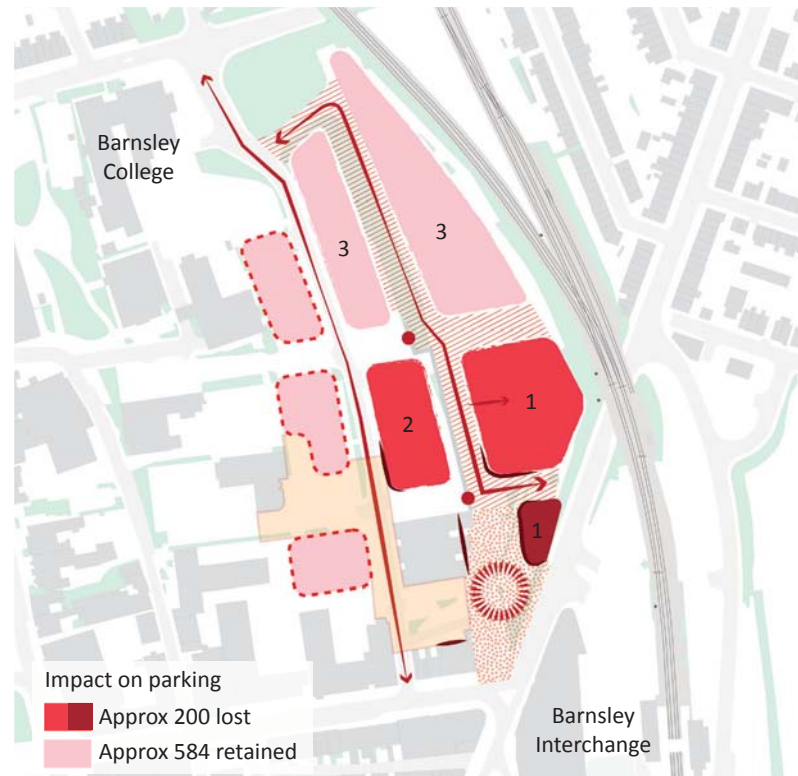 Barnsley
College
3
3
2
1
1
Impact on parking
Approx 200 lost
Approx 584 retained
Barnsley
Interchange